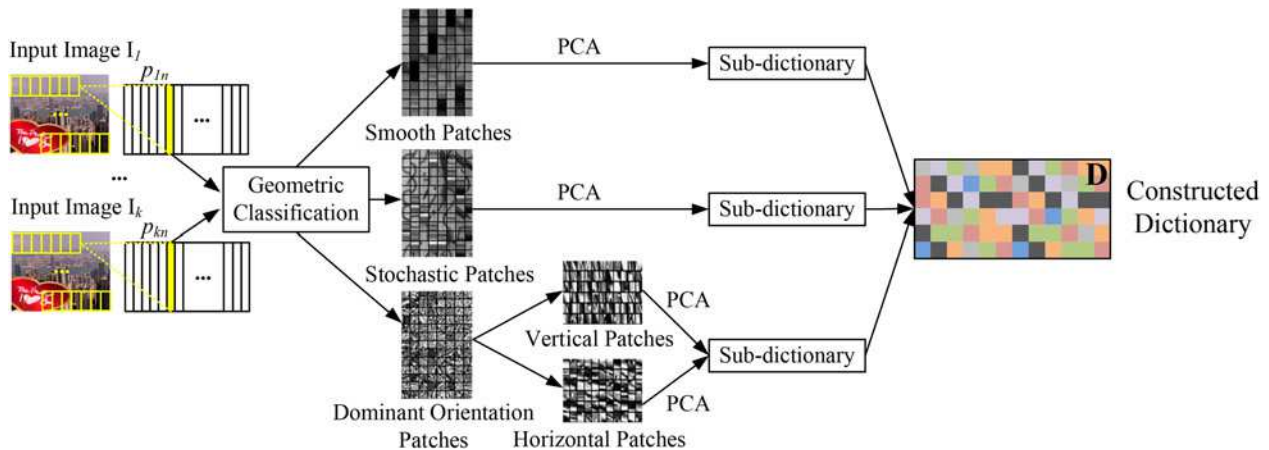 Input Image I1
p1n
...
...
...
Input Image Ik
pkn
...
...
Geometric
Classification
Smooth Patches
Stochastic Patches
Dominant Orientation
Patches
PCA
PCA
Vertical Patches
Horizontal Patches
PCA
PCA
Sub-dictionary
Sub-dictionary
Sub-dictionary
D
Constructed
Dictionary